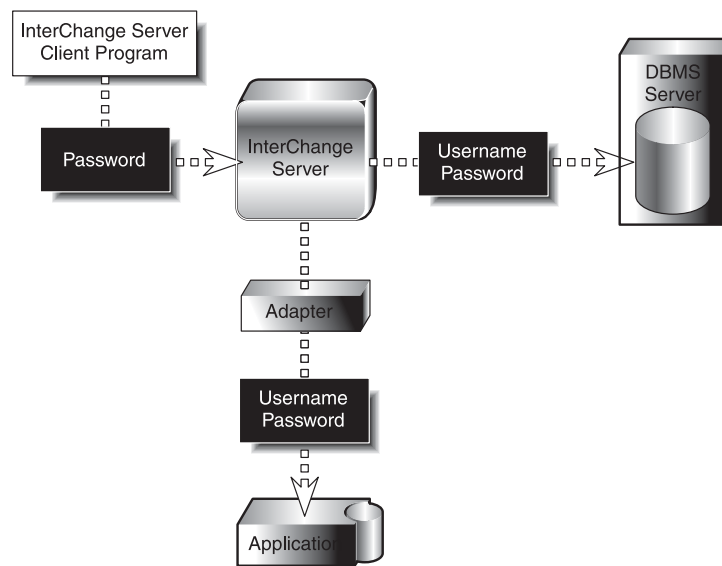 InterChange Server
Client Program
DBMS
Server
Password
InterChange
Server
Username
Password
Adapter
Username
Password
Application